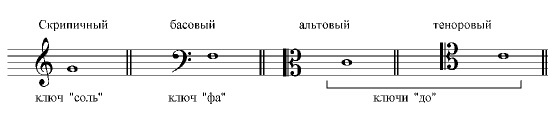 Скрипичный басовый альтовый теноровый
ключ "соль" ключ "фа" ключи "до"